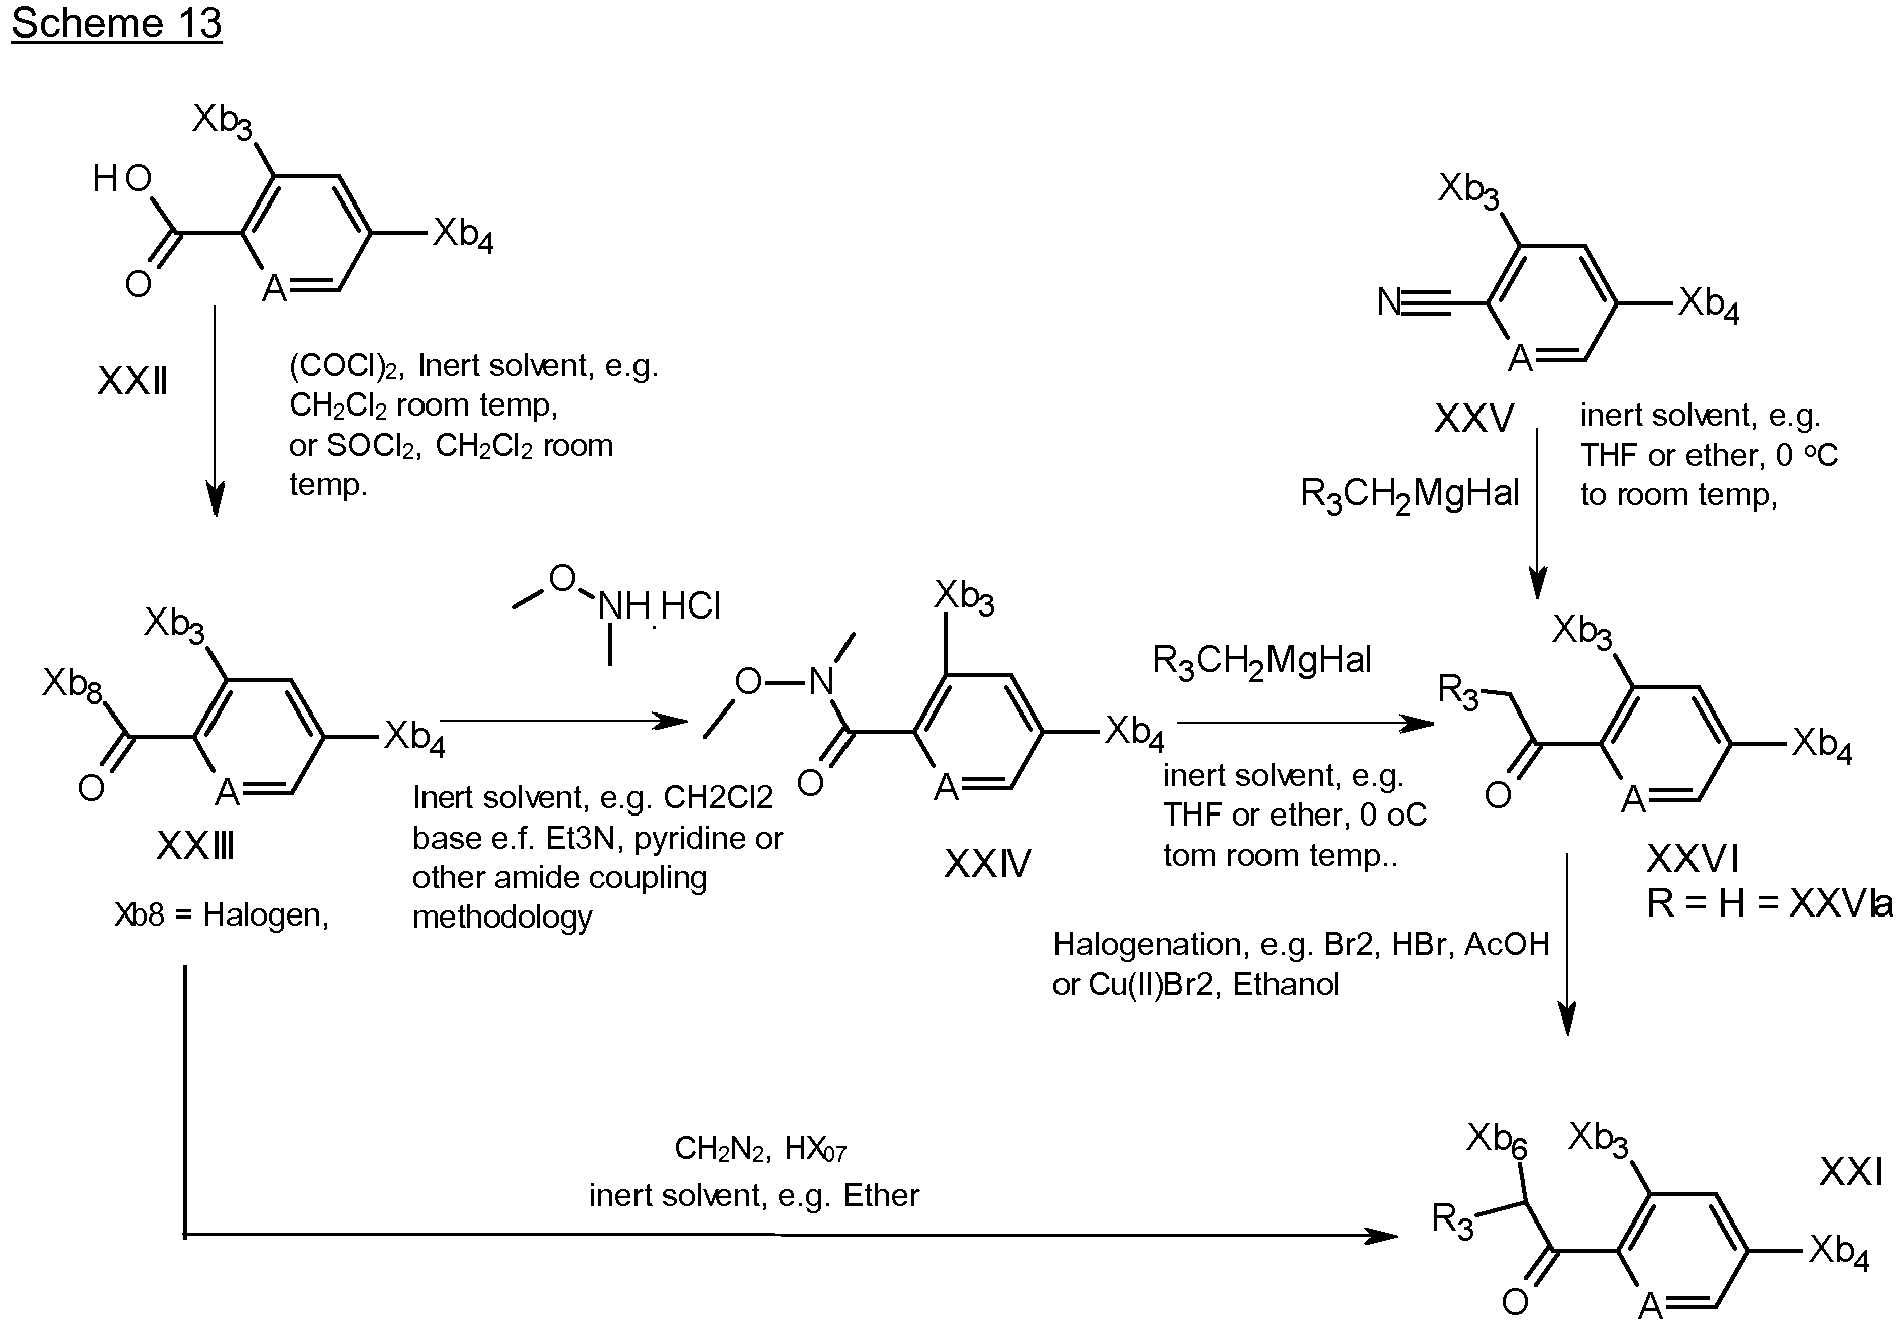 Scheme 13
Xb3
HO
Xb4
O
A
XXII
(COCl)2, Inert solvent, e.g.
CH2Cl2 room temp,
or SOCl2, CH2Cl2 room
temp.
Xb3
N
Xb4
A
XXV
inert solvent, e.g.
THF or ether, 0 oC
to room temp,
R3CH2MgHal
Xb3
Xb8
Xb4
O
A
XXIII
Xb8 = Halogen,
O
NH.HCl
Inert solvent, e.g. CH2Cl2
base e.f. Et3N, pyridine or
other amide coupling
methodology
Xb3
O
N
Xb4
O
A
XXIV
R3CH2MgHal
inert solvent, e.g.
THF or ether, 0 oC
tom room temp..
Xb3
R3
Xb4
O
A
XXVI
R = H = XXVIa
Halogenation, e.g. Br2, HBr, AcOH
or Cu(II)Br2, Ethanol
CH2N2, HX07
inert solvent, e.g. Ether
Xb6
Xb3
XXI
R3
Xb4
O
A